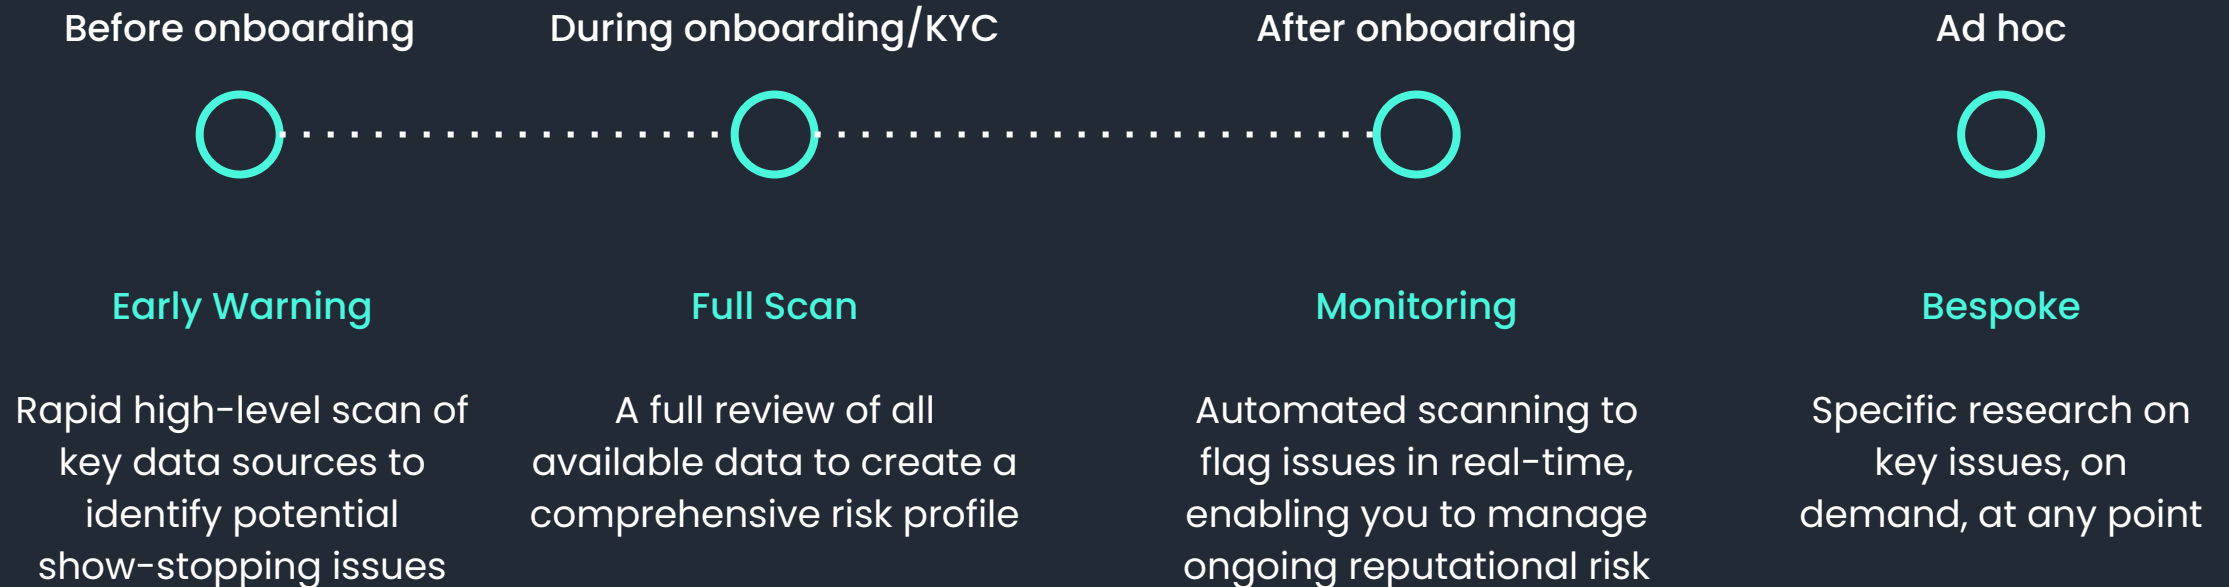 Before onboarding
During onboarding/KYC
After onboarding
Ad hoc
Early Warning
Full Scan
Monitoring
Bespoke
Rapid high-level scan of
key data sources to
identify potential
show-stopping issues
A full review of all
available data to create a
comprehensive risk profile
Automated scanning to
flag issues in real-time,
enabling you to manage
ongoing reputational risk
Specific research on
key issues, on
demand, at any point